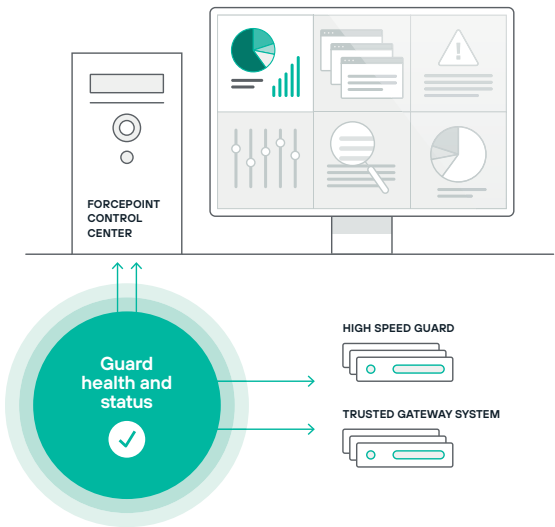 FORCEPOINT
CONTROL
CENTER
Guard
health and
status
HIGH SPEED GUARD
TRUSTED GATEWAY SYSTEM